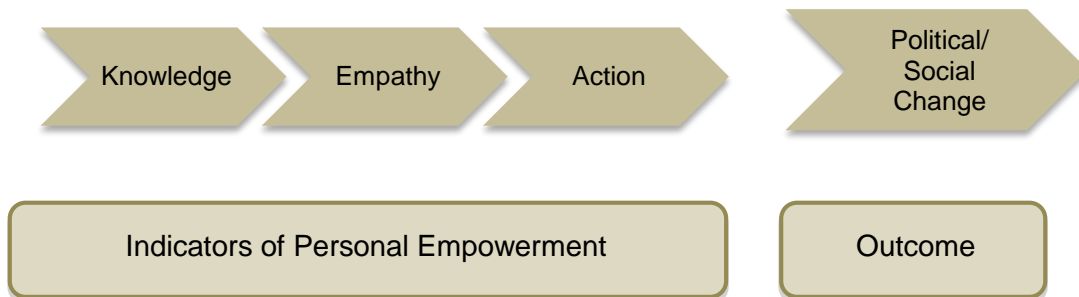 Knowledge
Empathy
Action
Political/
Social
Change
Indicators of Personal Empowerment
Outcome